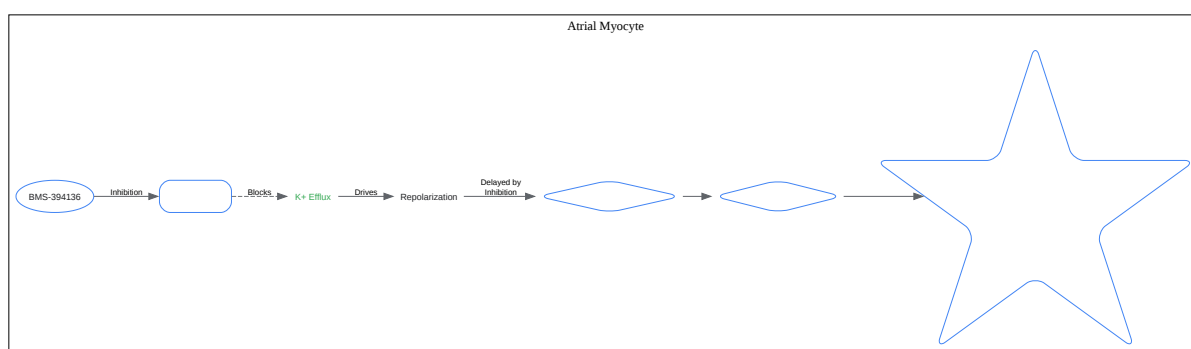 Atrial Myocyte
BMS-394136
Inhibition
Blocks
K+ Efflux
Drives
Repolarization
Delayed by
Inhibition